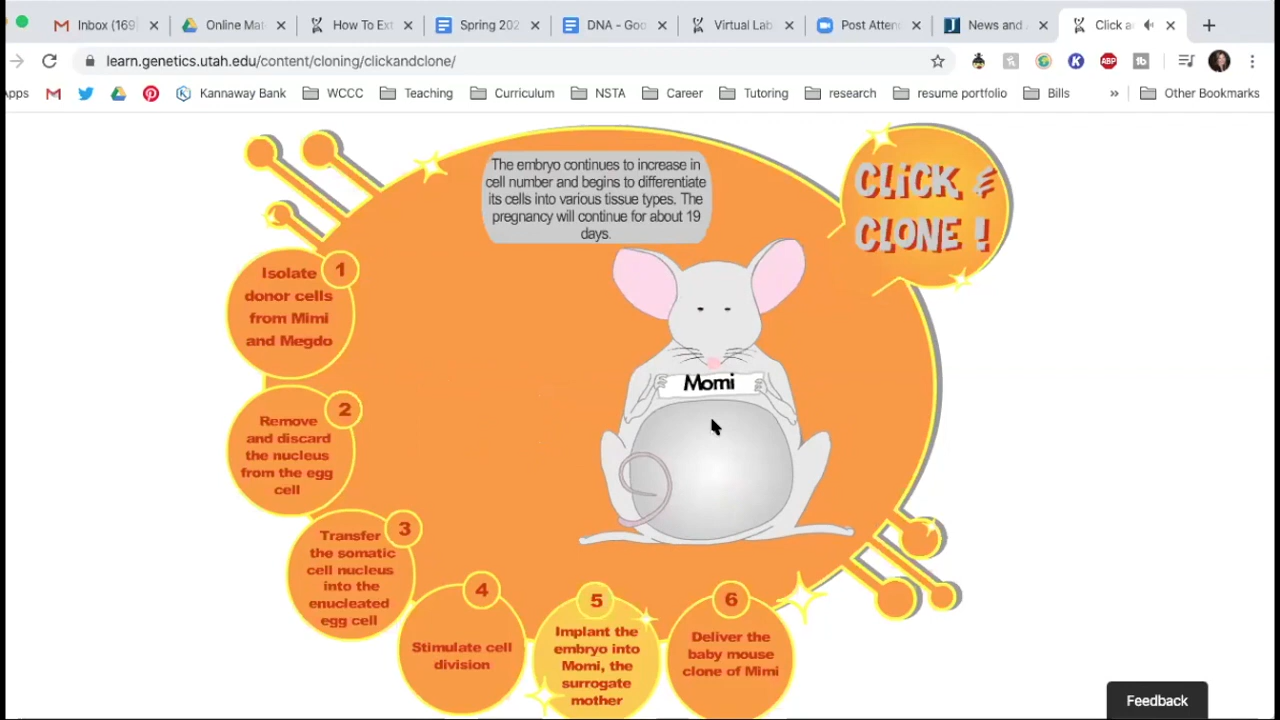 Inbox (169
Online Mat
How To Ext
Spring 202
DNA - Goo
Virtual Lab
Post Atten
News and
Click a
learn.genetics.utah.edu/content/cloning/clickandclone/
Apps
Kannaway Bank
WCCC
Teaching
Curriculum
NSTA
Career
Tutoring
research
resume portfolio
Bills
»
Other Bookmarks
The embryo continues to increase in
cell number and begins to differentiate
its cells into various tissue types. The
pregnancy will continue for about 19
days.
CLiCK &
CLONE !
1
Isolate
donor cells
from Mimi
and Megdo
2
Remove
and discard
the nucleus
from the egg
cell
3
Transfer
the somatic
cell nucleus
into the
enucleated
egg cell
4
Stimulate cell
division
5
Implant the
embryo into
Momi, the
surrogate
mother
6
Deliver the
baby mouse
clone of Mimi
Momi
Feedback